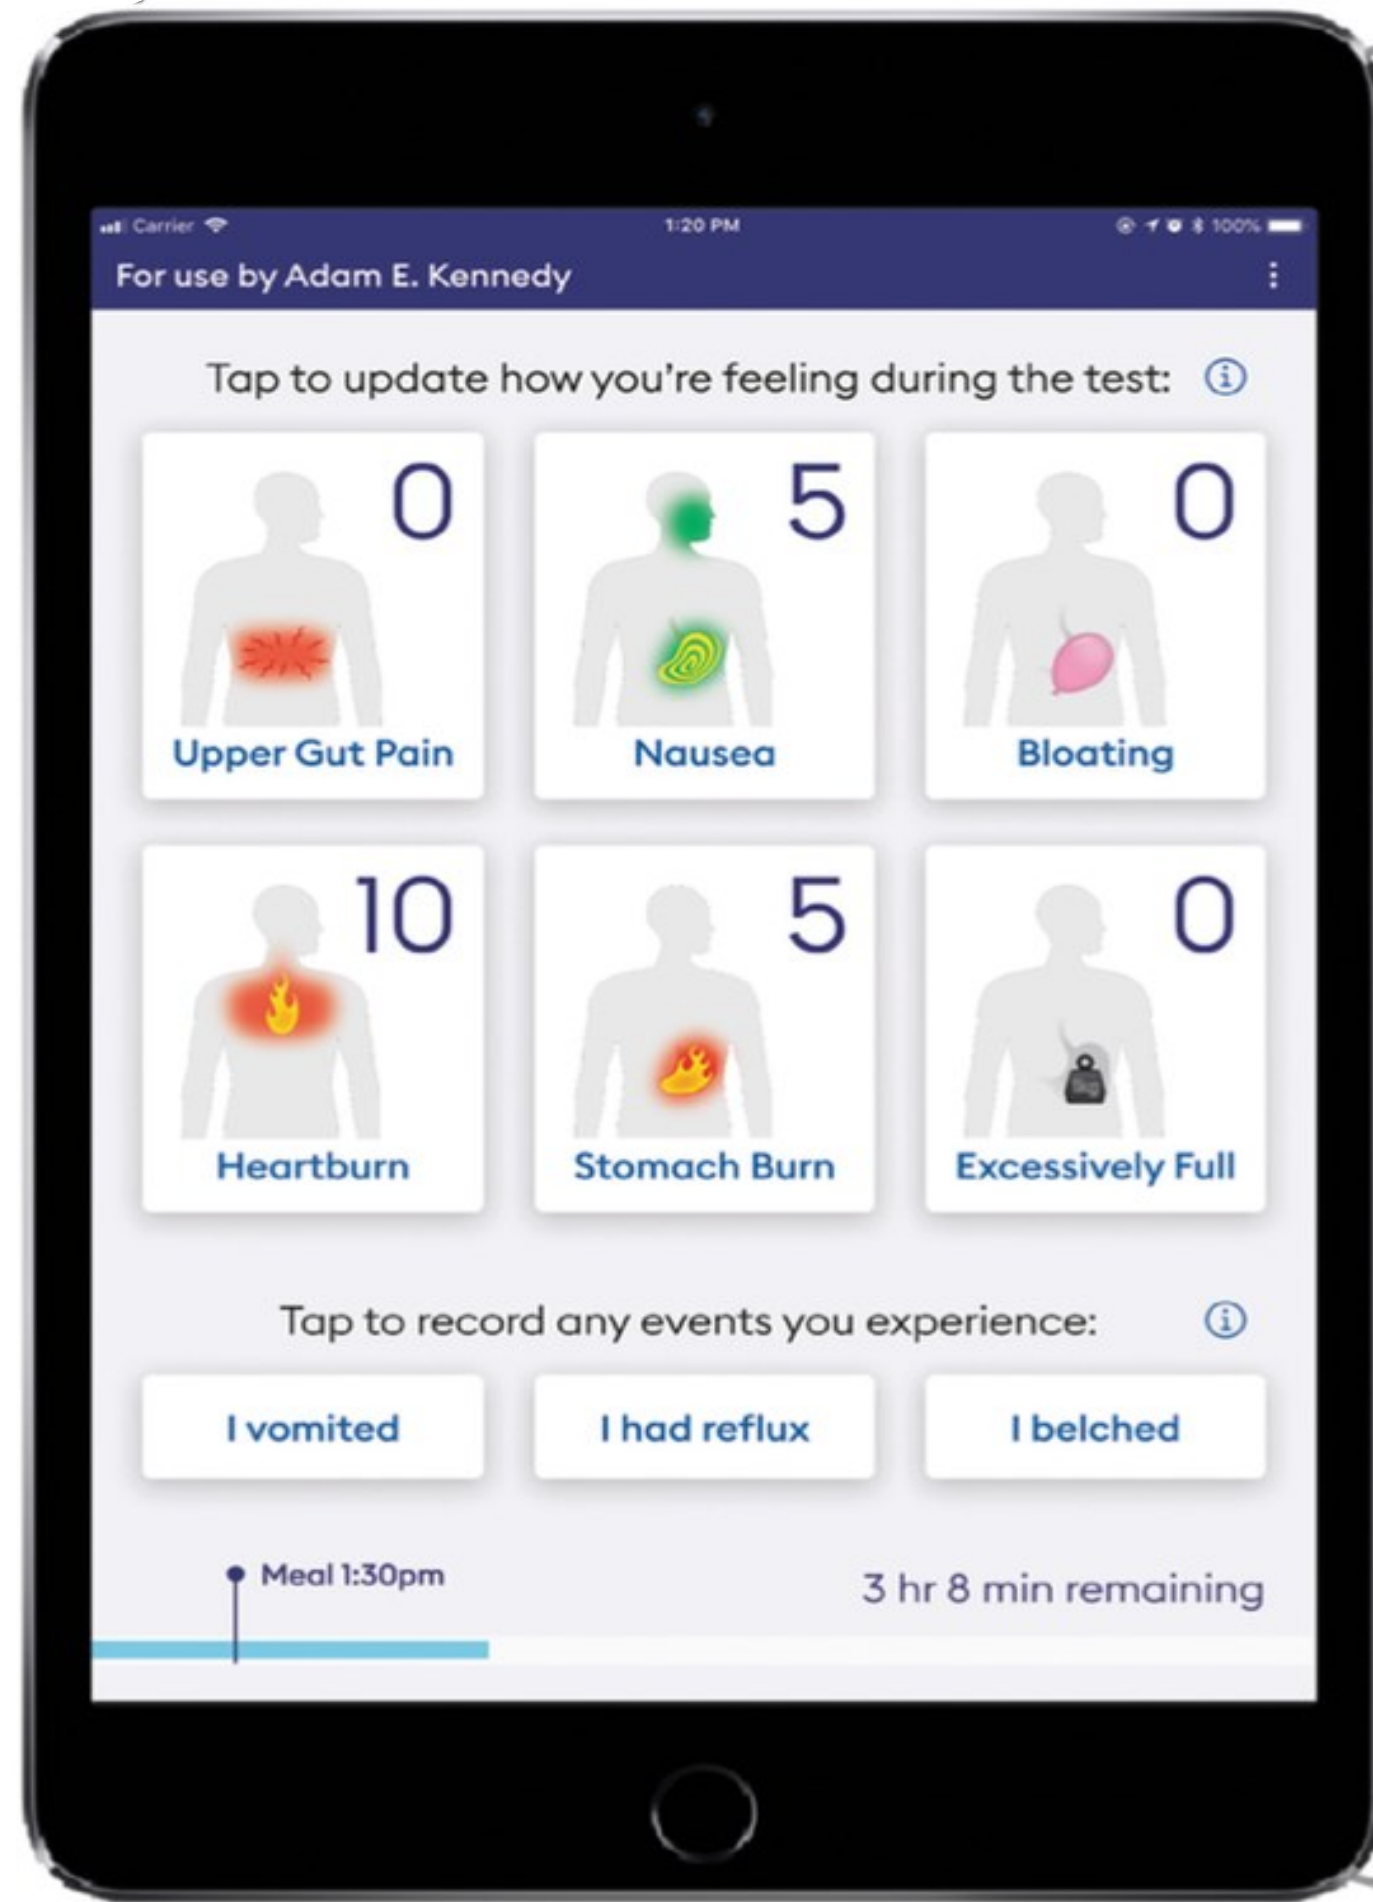 Carrier 1:20 PM 100%
For use by Adam E. Kennedy
Tap to update how you're feeling during the test:
0 5 0
Upper Gut Pain Nausea Bloating
10 5 0
Heartburn Stomach Burn Excessively Full
Tap to record any events you experience:
I vomited I had reflux I belched
Meal 1:30pm 3 hr 8 min remaining